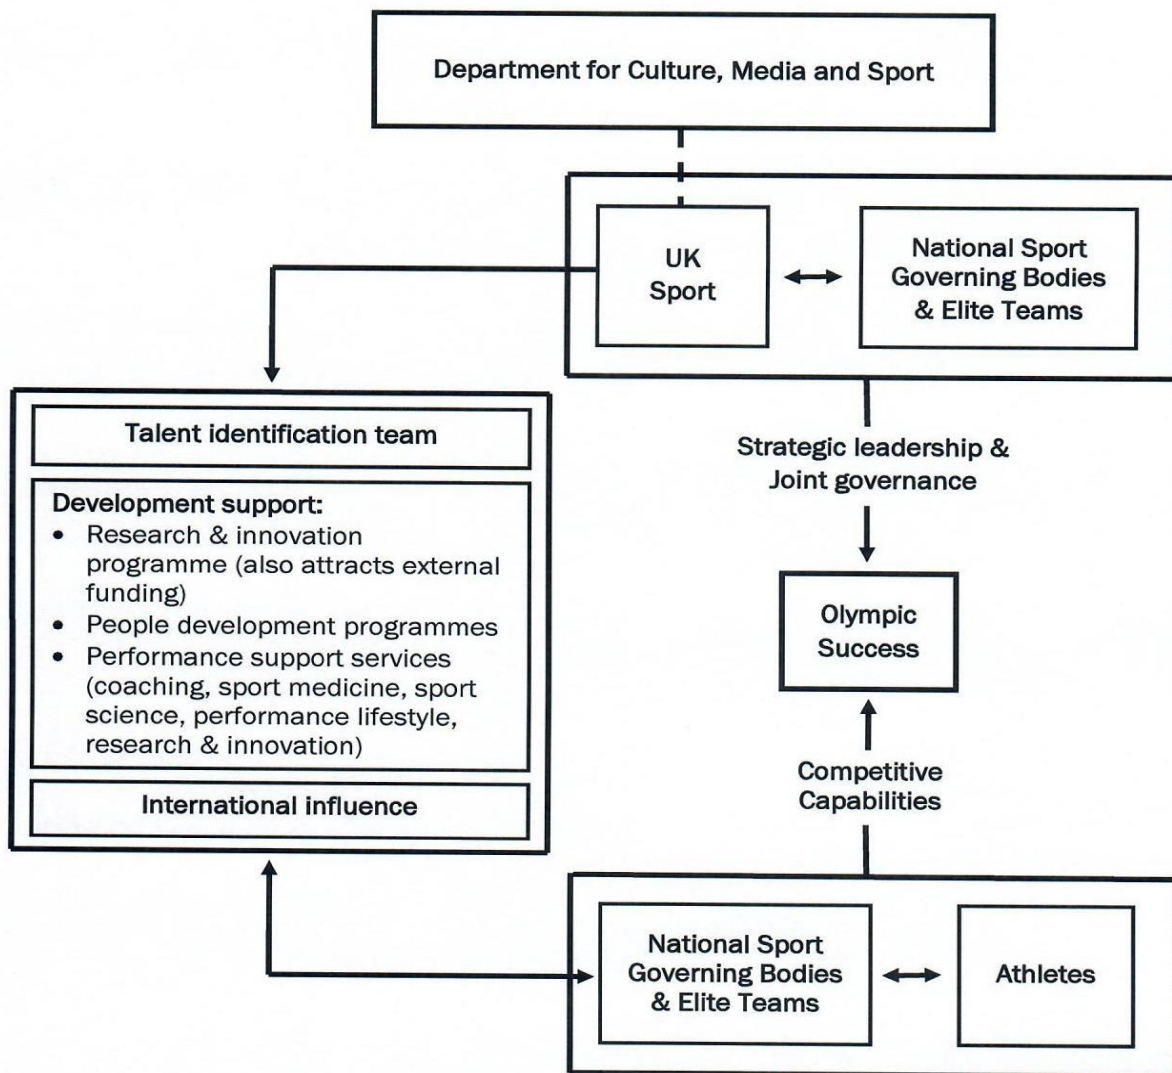 Department for Culture, Media and Sport
UK
Sport
National Sport
Governing Bodies
& Elite Teams
Talent identification team
Development support:
• Research & innovation
programme (also attracts external
funding)
• People development programmes
• Performance support services
(coaching, sport medicine, sport
science, performance lifestyle,
research & innovation)
International influence
Strategic leadership &
Joint governance
Olympic
Success
Competitive
Capabilities
National Sport
Governing Bodies
& Elite Teams
Athletes